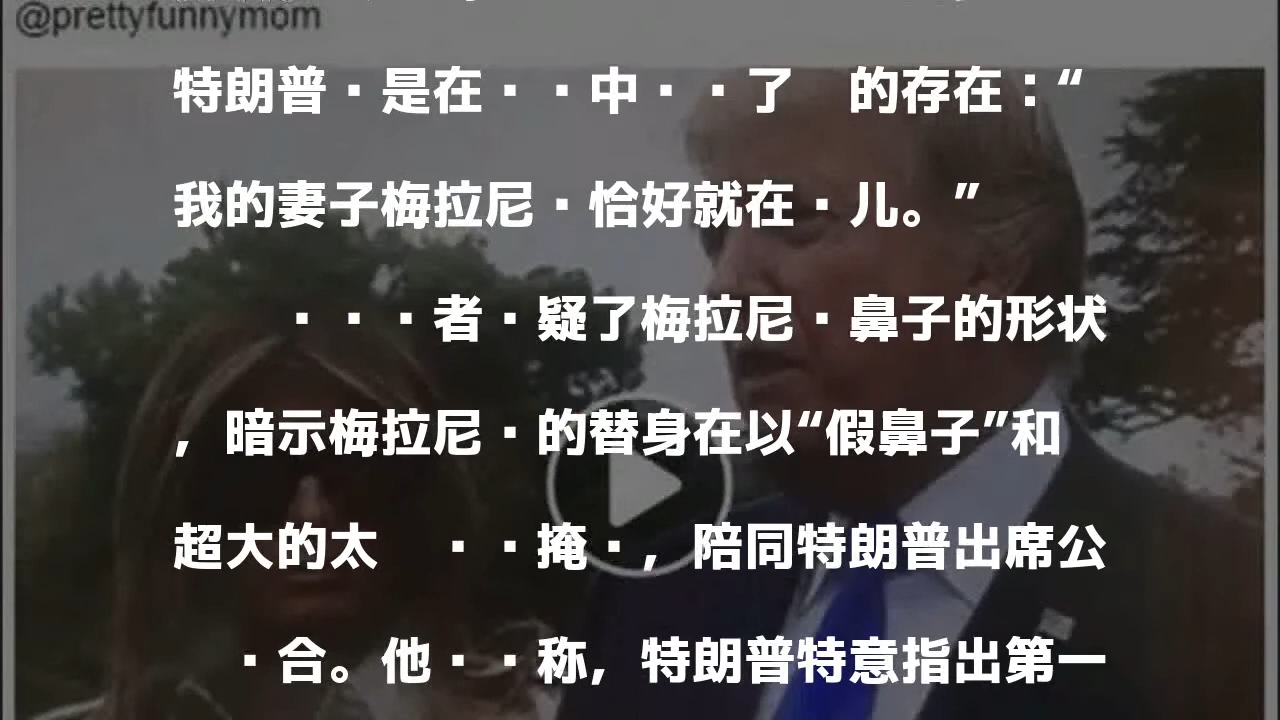 @prettyfunnymom
特朗普·是在··中··了 的存在：“
我的妻子梅拉尼·恰好就在·儿。”
···者·疑了梅拉尼·鼻子的形状
，暗示梅拉尼·的替身在以“假鼻子”和
超大的太 ··掩·，陪同特朗普出席公
·合。他··称，特朗普特意指出第一